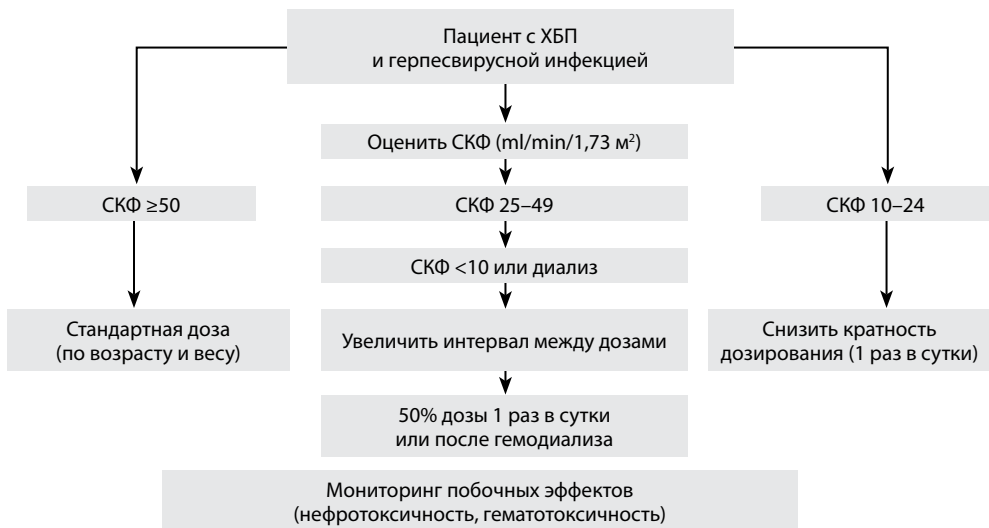 Пациент с ХБП
и герпесвирусной инфекцией
Оценить СКФ (ml/min/1,73 м²)
СКФ ≥50
СКФ 25–49
СКФ 10–24
СКФ <10 или диализ
Стандартная доза
(по возрасту и весу)
Увеличить интервал между дозами
Снизить кратность
дозирования (1 раз в сутки)
50% дозы 1 раз в сутки
или после гемодиализа
Мониторинг побочных эффектов
(нефротоксичность, гематотоксичность)